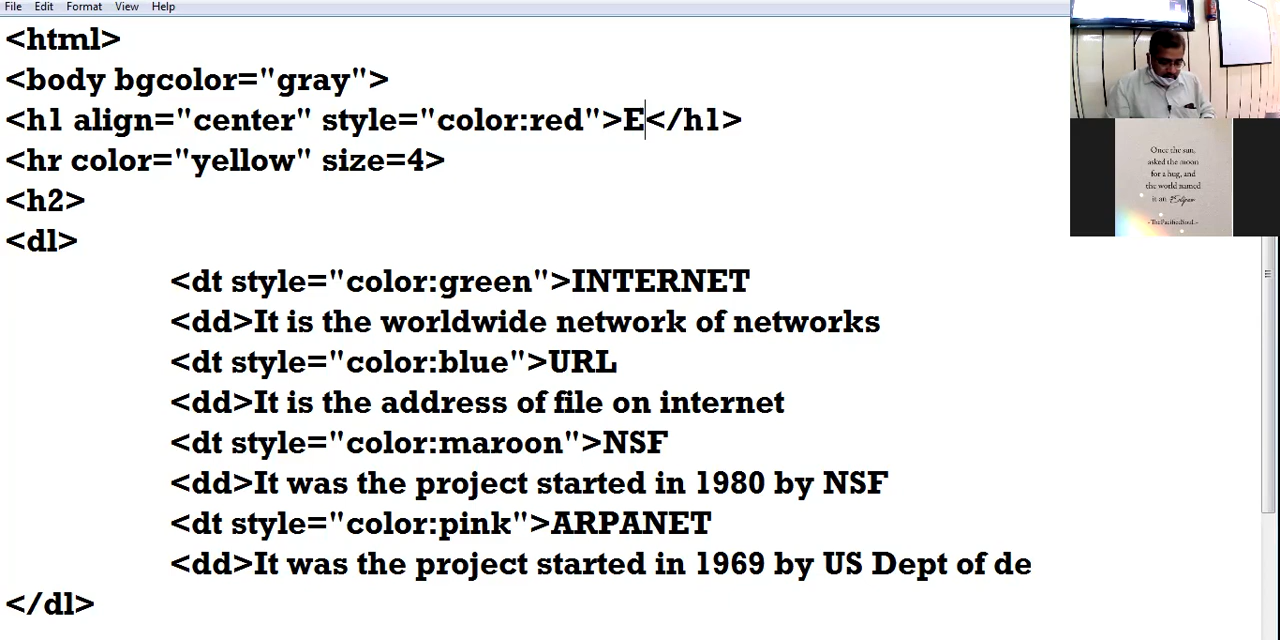 File Edit Format View Help
<html>
<body bgcolor="gray">
<h1 align="center" style="color:red">E</h1>
<hr color="yellow" size=4>
<h2>
<dl>
<dt style="color:green">INTERNET
<dd>It is the worldwide network of networks
<dt style="color:blue">URL
<dd>It is the address of file on internet
<dt style="color:maroon">NSF
<dd>It was the project started in 1980 by NSF
<dt style="color:pink">ARPANET
<dd>It was the project started in 1969 by US Dept of de
</dl>
Once the sun,
asked the moon
for a hug, and
the world named
it an